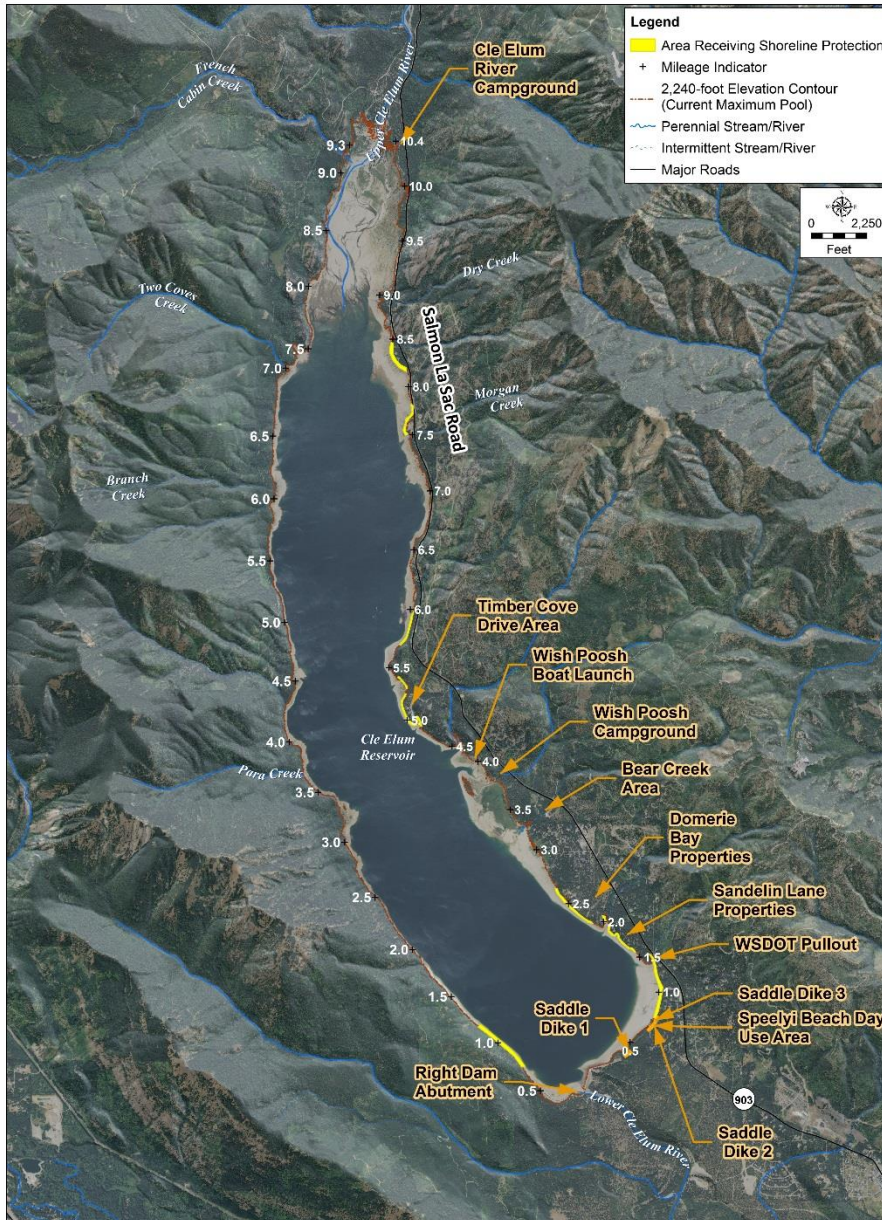 Legend
Area Receiving Shoreline Protection
Mileage Indicator
2,240-foot Elevation Contour
(Current Maximum Pool)
Perennial Stream/River
Intermittent Stream/River
Major Roads
0 2,250
Feet
Cle Elum
River
Campground
French
Cabin Creek
Upper Cle Elum River
9.3
10.4
9.0
10.0
8.5
9.5
Dry Creek
Two Coves
Creek
8.0
9.0
Salmon La Sac Road
7.5
8.5
7.0
8.0
Morgan
Creek
6.5
7.5
Branch
Creek
6.0
7.0
5.5
6.5
5.0
6.0
Timber Cove
Drive Area
4.5
5.5
Wish Poosh
Boat Launch
5.0
Cle Elum
Reservoir
4.0
4.5
Wish Poosh
Campground
4.0
Para Creek
3.5
Bear Creek
Area
3.5
3.0
3.0
Domerie
Bay
Properties
2.5
2.5
Sandelin Lane
Properties
2.0
2.0
WSDOT Pullout
1.5
1.5
1.0
Saddle Dike 3
Saddle
Dike 1
Speelyi Beach Day
Use Area
1.0
0.5
Right Dam
Abutment
0.5
Lower Cle Elum River
903
Saddle
Dike 2